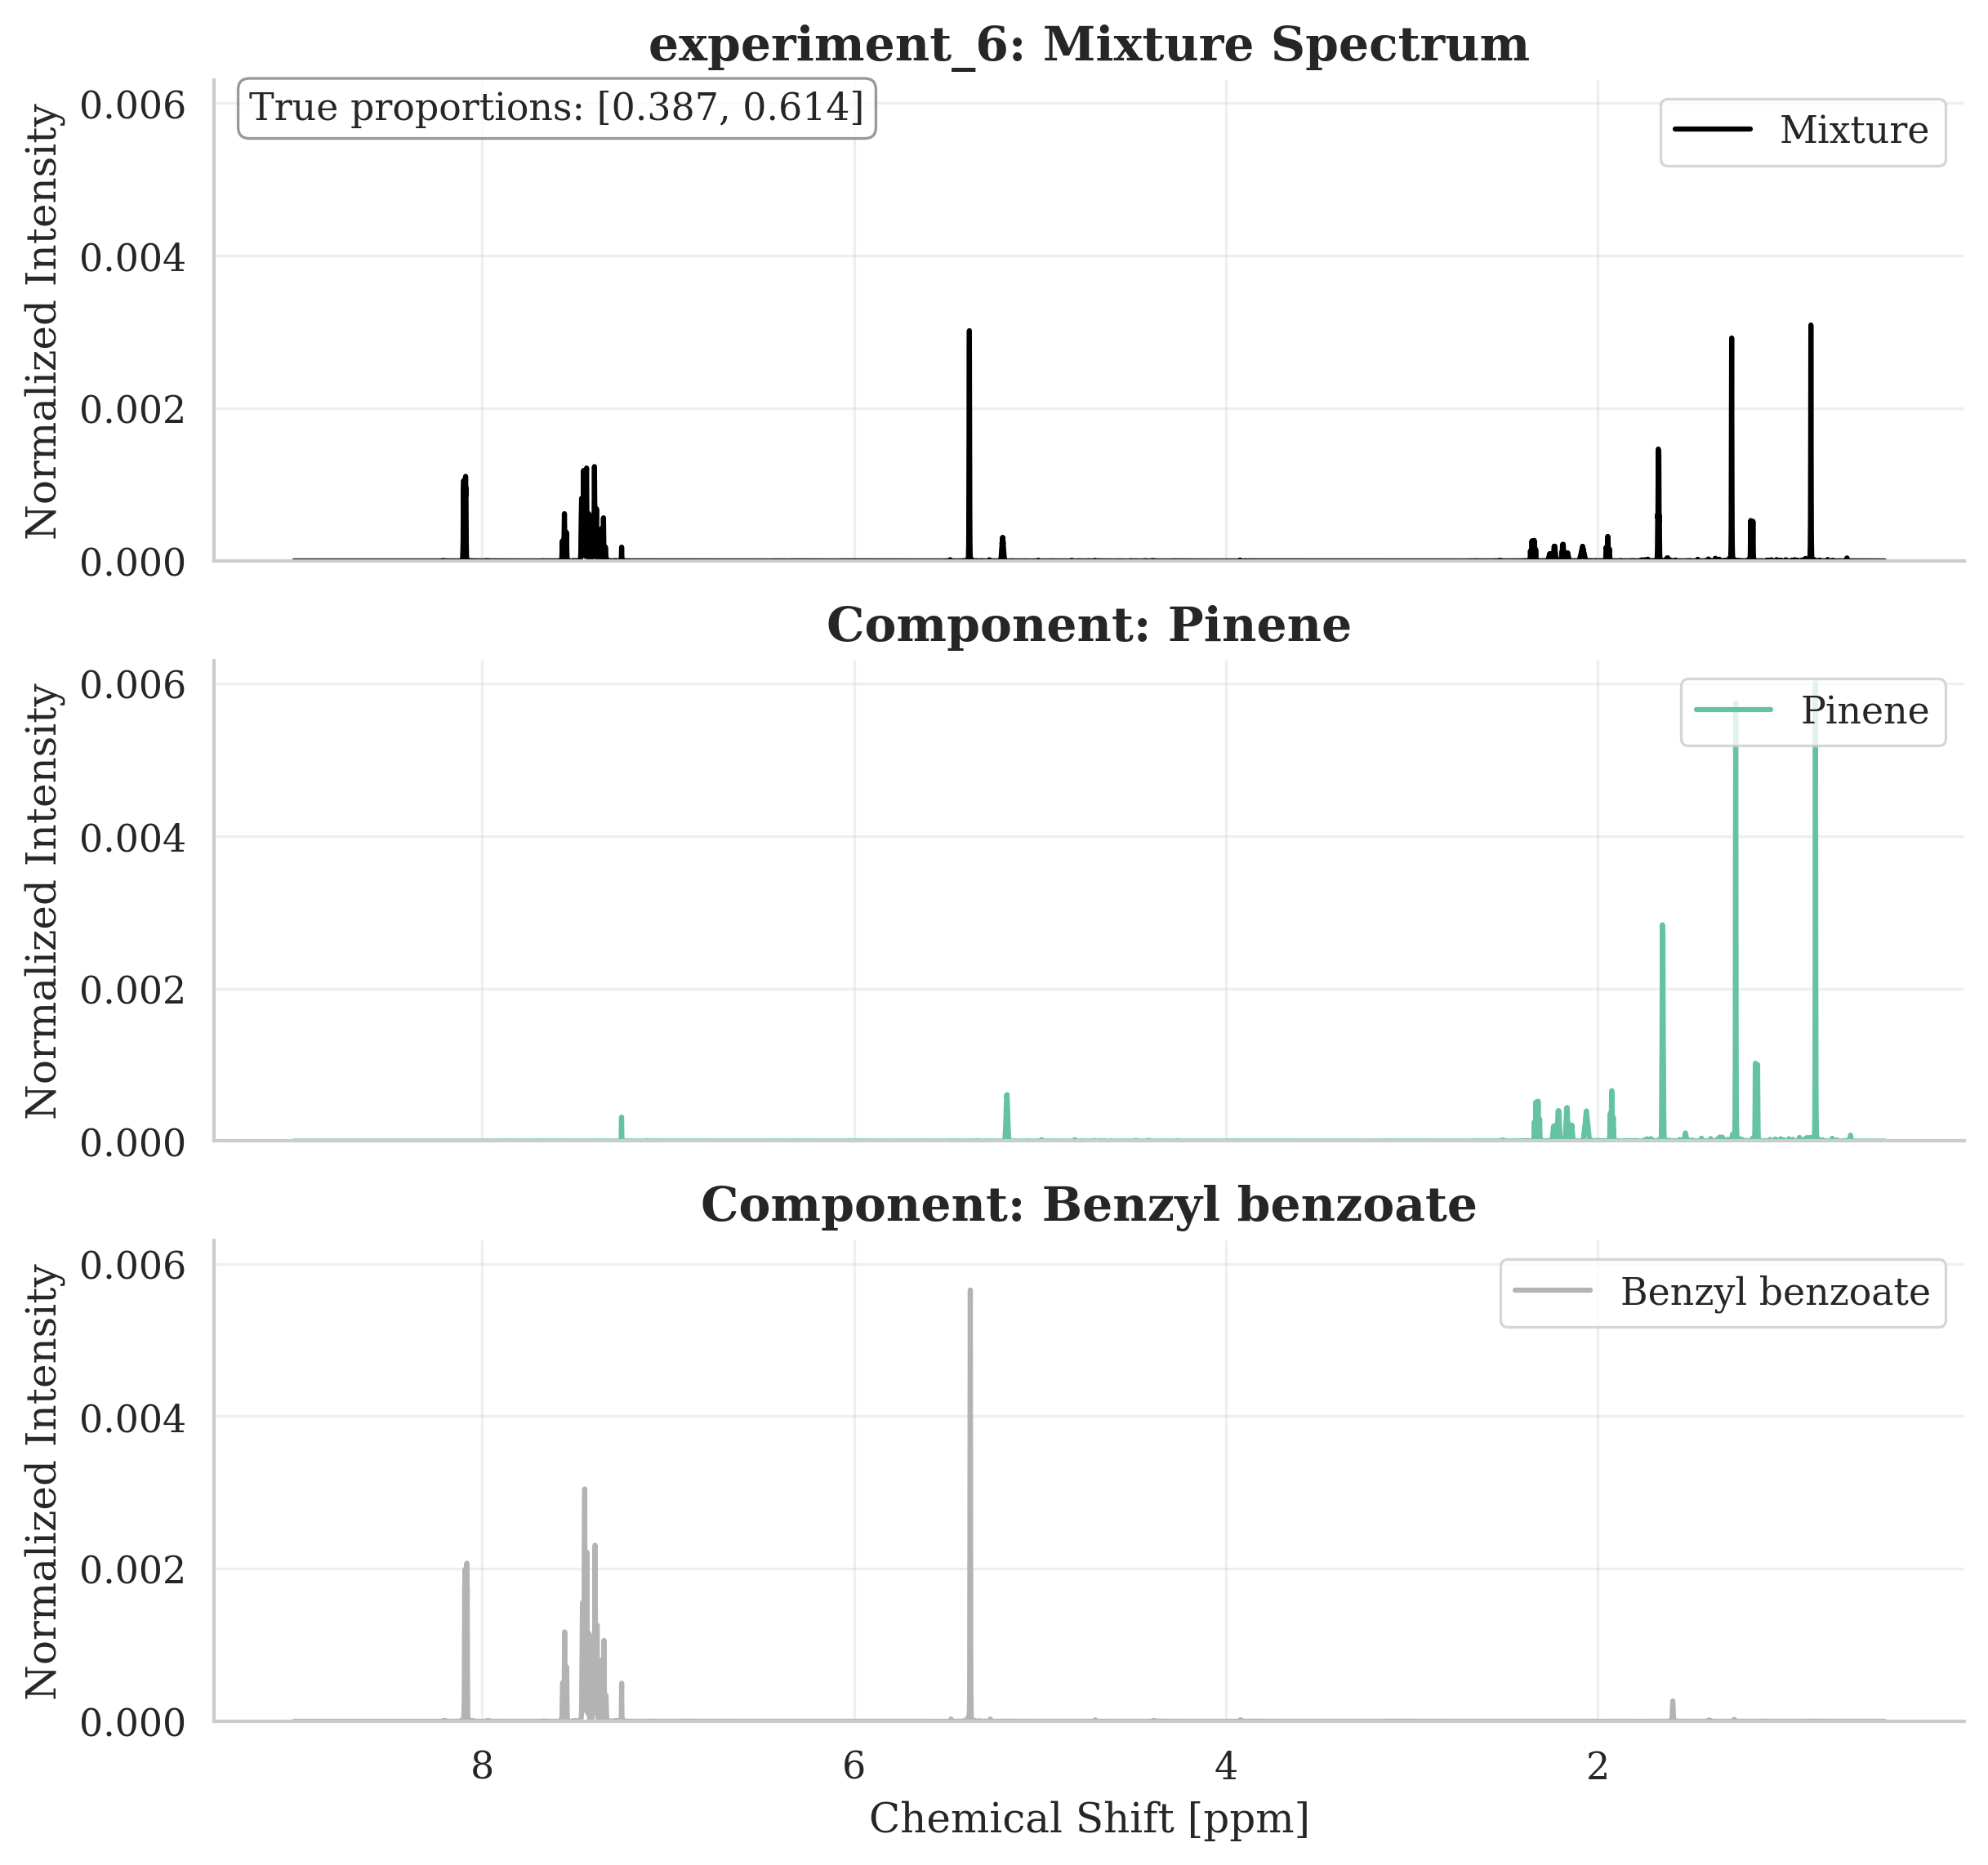 experiment_6: Mixture Spectrum
True proportions: [0.387, 0.614]
Mixture
Normalized Intensity
0.006
0.004
0.002
0.000
Component: Pinene
Pinene
Normalized Intensity
0.006
0.004
0.002
0.000
Component: Benzyl benzoate
Benzyl benzoate
Normalized Intensity
0.006
0.004
0.002
0.000
8 6 4 2
Chemical Shift [ppm]